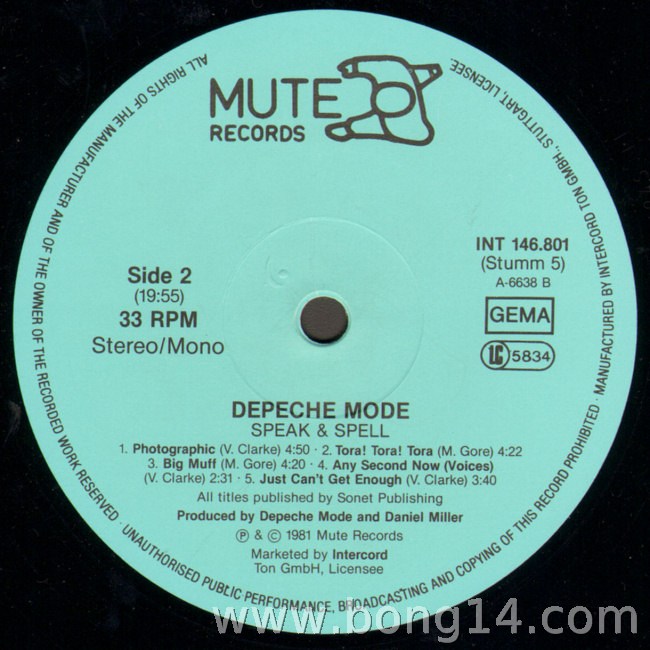 MUTE
RECORDS
INT 146.801
(Stumm 5)
A-6638 B
GEMA
LC 5834
Side 2
(19:55)
33 RPM
Stereo/Mono
DEPECHE MODE
SPEAK & SPELL
1. Photographic (V. Clarke) 4:50 · 2. Tora! Tora! Tora (M. Gore) 4:22
3. Big Muff (M. Gore) 4:20 · 4. Any Second Now (Voices)
(V. Clarke) 2:31 · 5. Just Can't Get Enough (V. Clarke) 3:40
All titles published by Sonet Publishing
Produced by Depeche Mode and Daniel Miller
℗ & © 1981 Mute Records
Marketed by Intercord
Ton GmbH, Licensee
ALL RIGHTS OF THE MANUFACTURER AND OF THE OWNER OF THE RECORDED WORK RESERVED · UNAUTHORISED PUBLIC PERFORMANCE, BROADCASTING AND COPYING OF THIS RECORD PROHIBITED · MANUFACTURED BY INTERCORD TON GMBH., STUTTGART, LICENSEE.
www.bong14.com